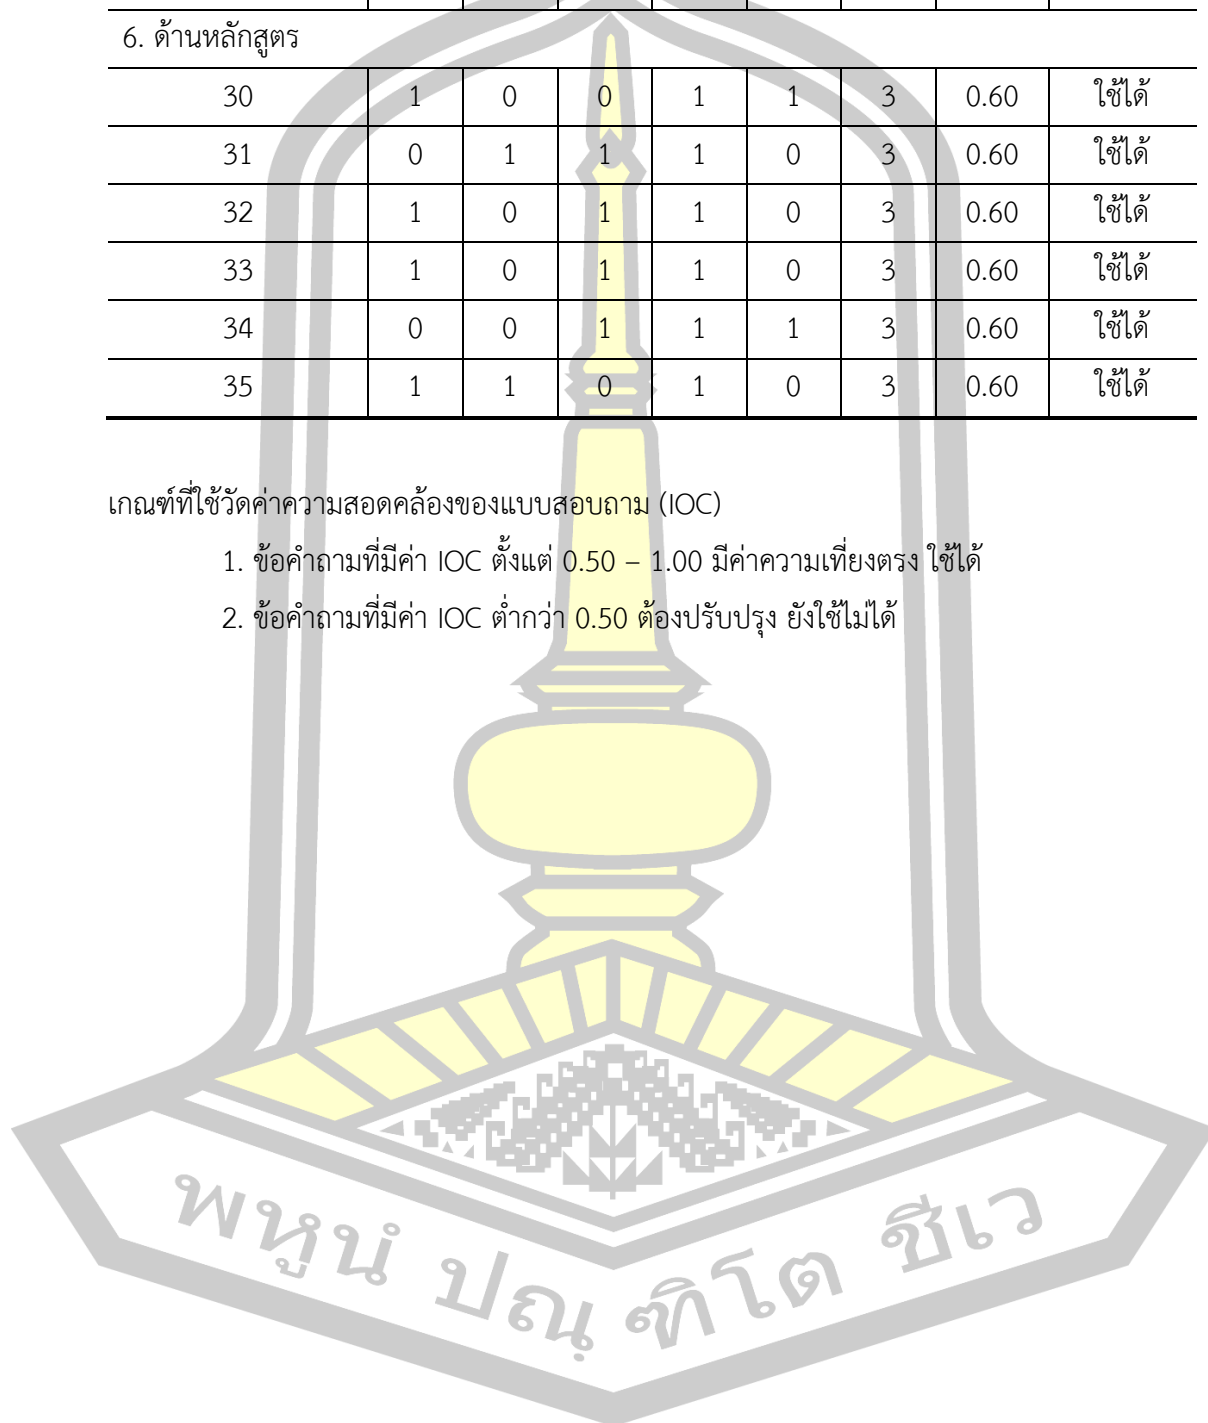 6. ด้านหลักสูตร
30 1 0 0 1 1 3 0.60 ใช้ได้
31 0 1 1 1 0 3 0.60 ใช้ได้
32 1 0 1 1 0 3 0.60 ใช้ได้
33 1 0 1 1 0 3 0.60 ใช้ได้
34 0 0 1 1 1 3 0.60 ใช้ได้
35 1 1 0 1 0 3 0.60 ใช้ได้
เกณฑ์ที่ใช้วัดค่าความสอดคล้องของแบบสอบถาม (IOC)
1. ข้อคำถามที่มีค่า IOC ตั้งแต่ 0.50 – 1.00 มีค่าความเที่ยงตรง ใช้ได้
2. ข้อคำถามที่มีค่า IOC ต่ำกว่า 0.50 ต้องปรับปรุง ยังใช้ไม่ได้
พหูนํ ปณฺฑิโต ชีเว